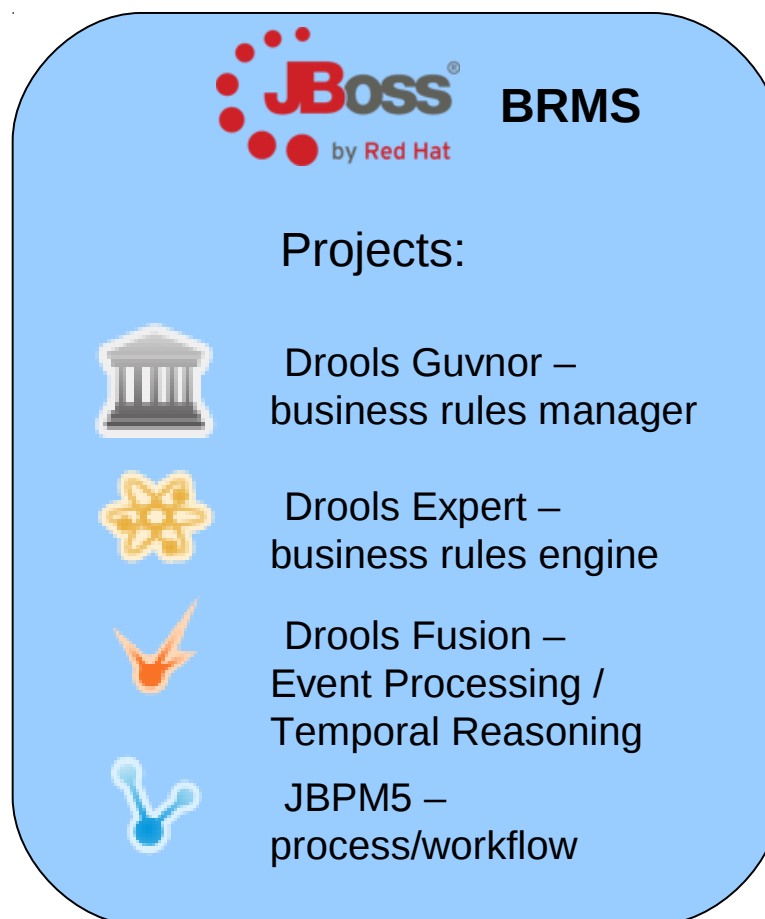 JBoss® BRMS
by Red Hat
Projects:
Drools Guvnor –
business rules manager
Drools Expert –
business rules engine
Drools Fusion –
Event Processing /
Temporal Reasoning
JBPM5 –
process/workflow